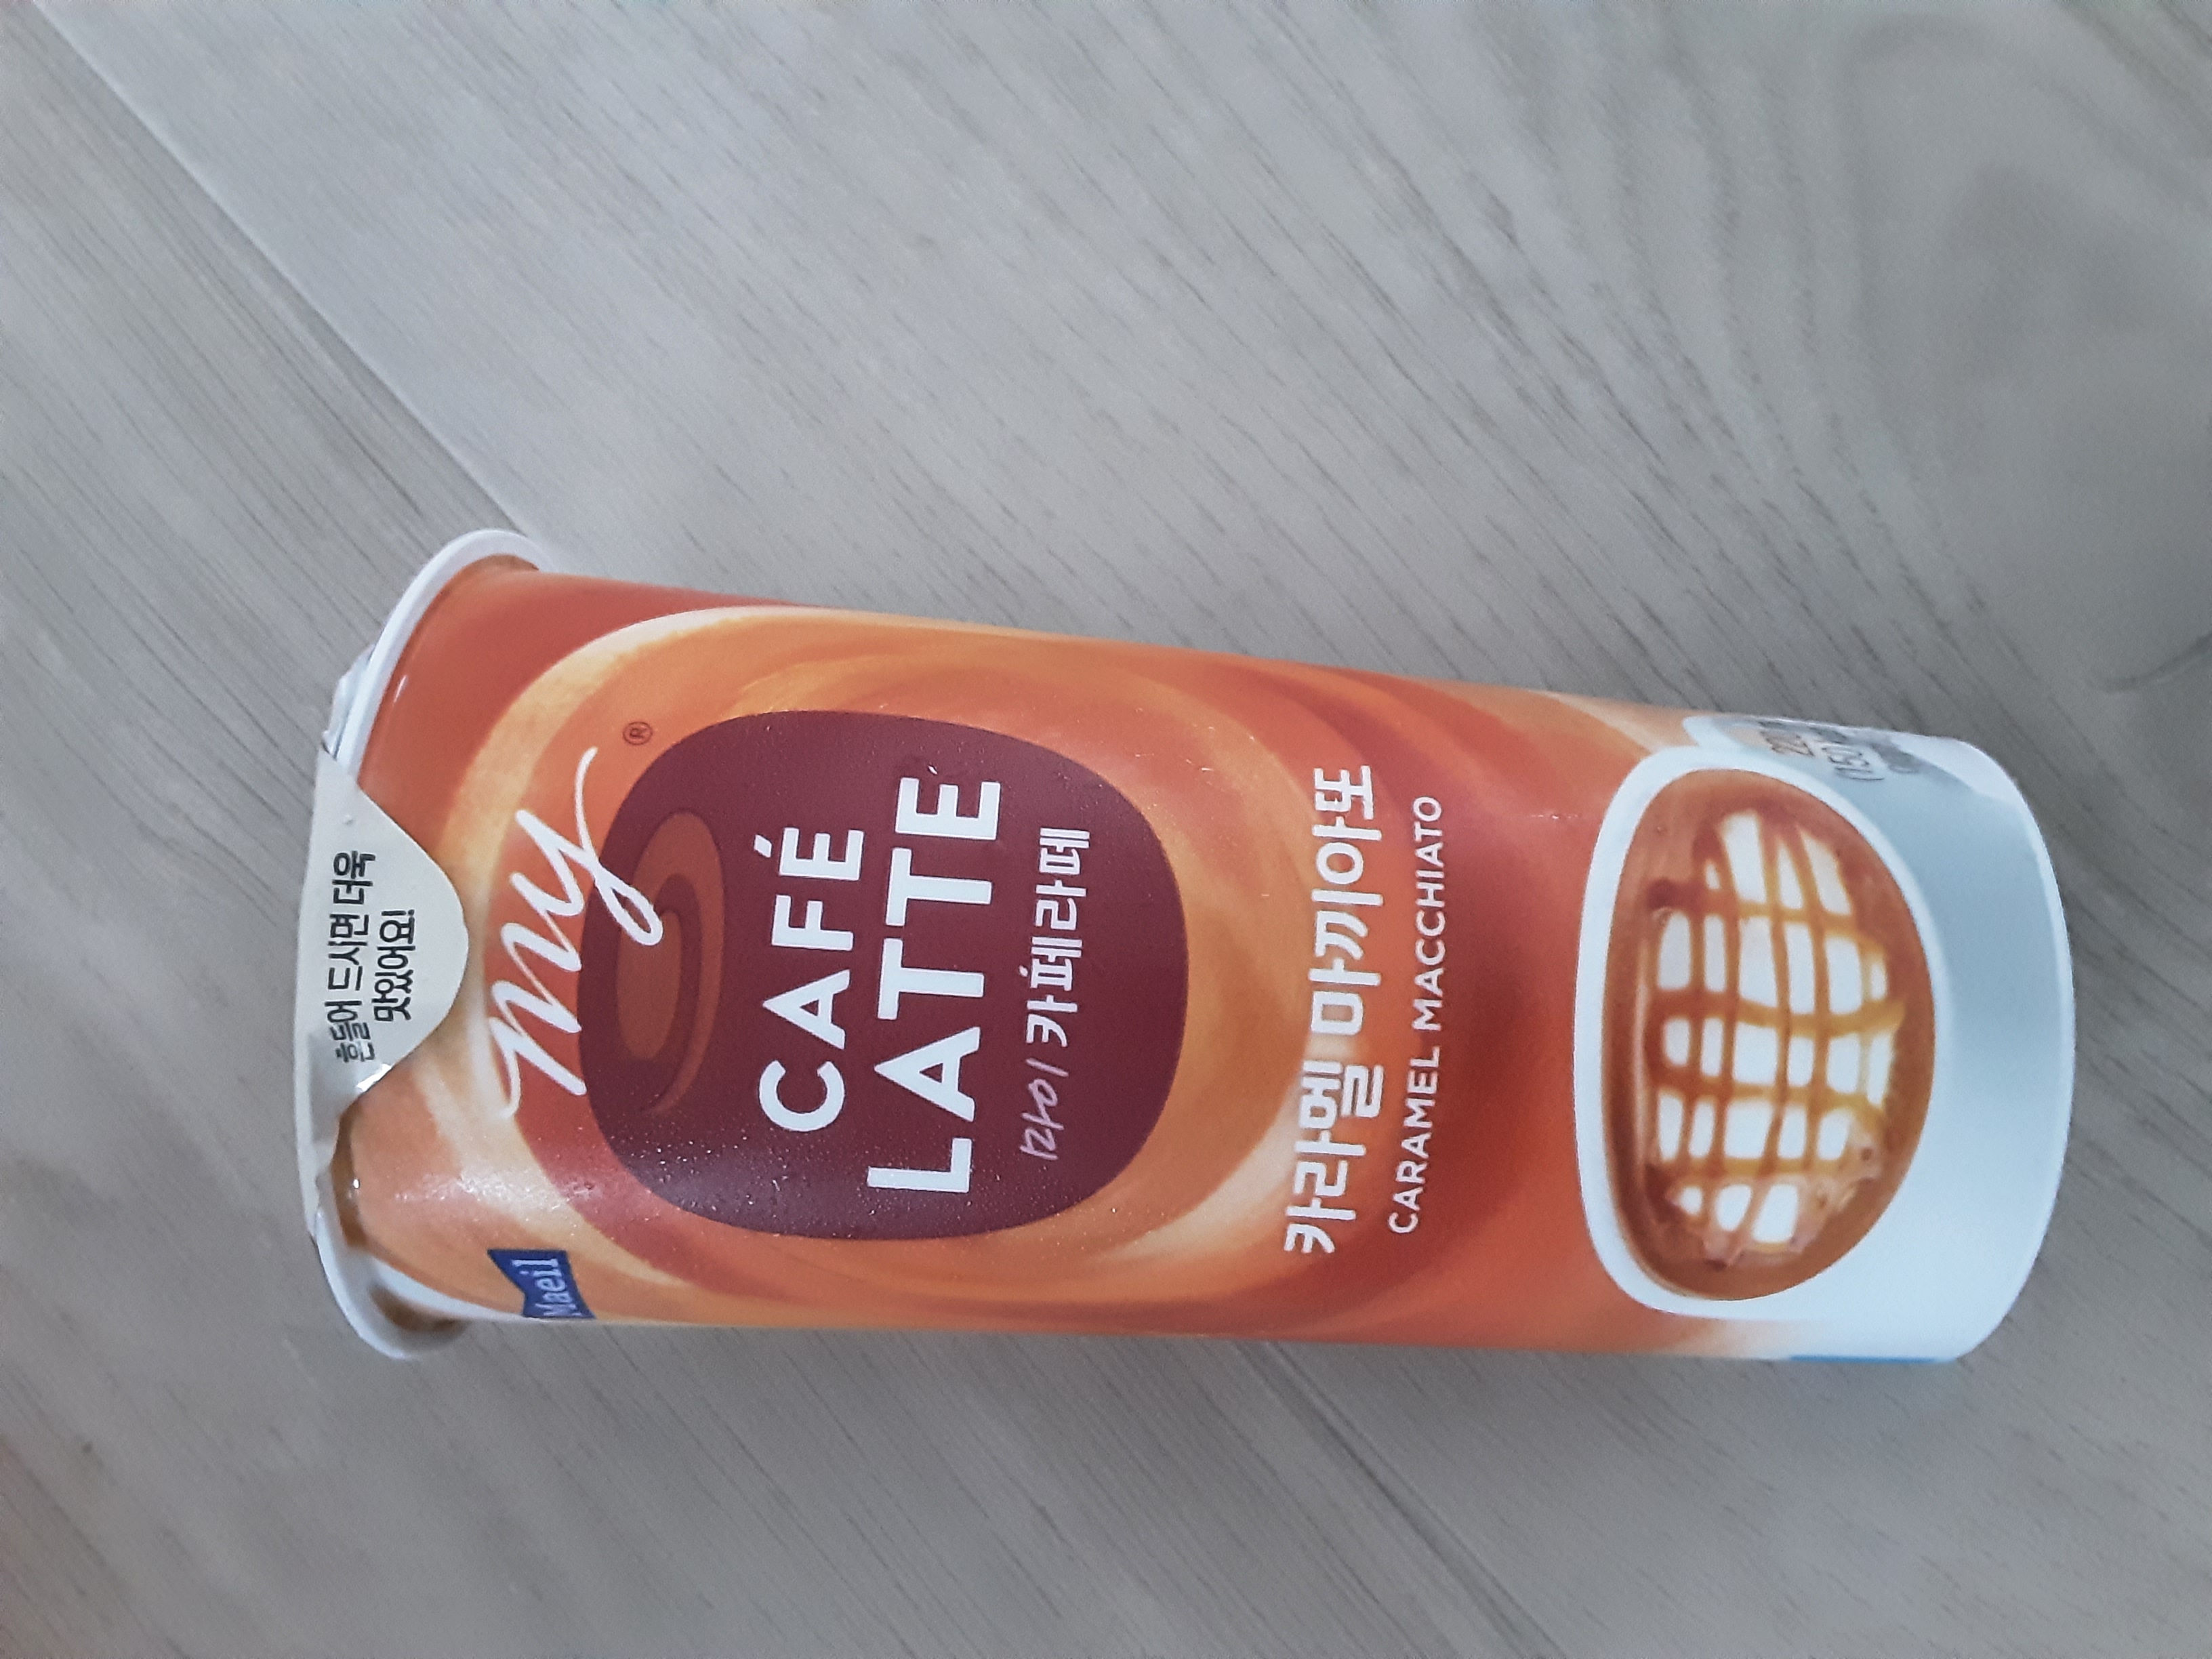 흔들어 드시면 더욱
맛있어요!
Maeil
my®
CAFÉ
LATTE
마이 카페라떼
카라멜 마끼아또
CARAMEL MACCHIATO